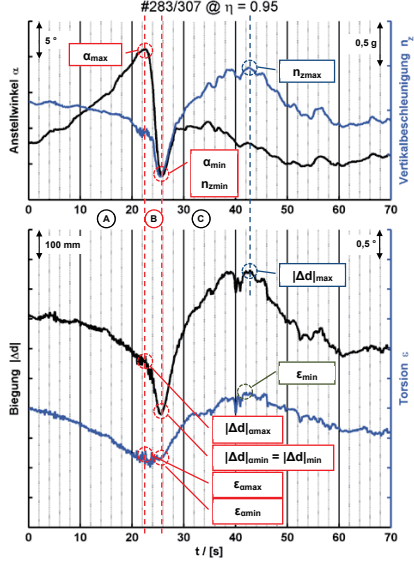 #283/307 @ η = 0.95
5 °
0,5 g
αmax
nzmax
αmin
nzmin
Anstellwinkel α
Vertikalbeschleunigung nz
0 10 20 30 40 50 60 70
A B C
100 mm
0,5 °
|Δd|max
εmin
|Δd|αmax
|Δd|αmin = |Δd|min
εαmax
εαmin
Biegung |Δd|
Torsion ε
0 10 20 30 40 50 60 70
t / [s]